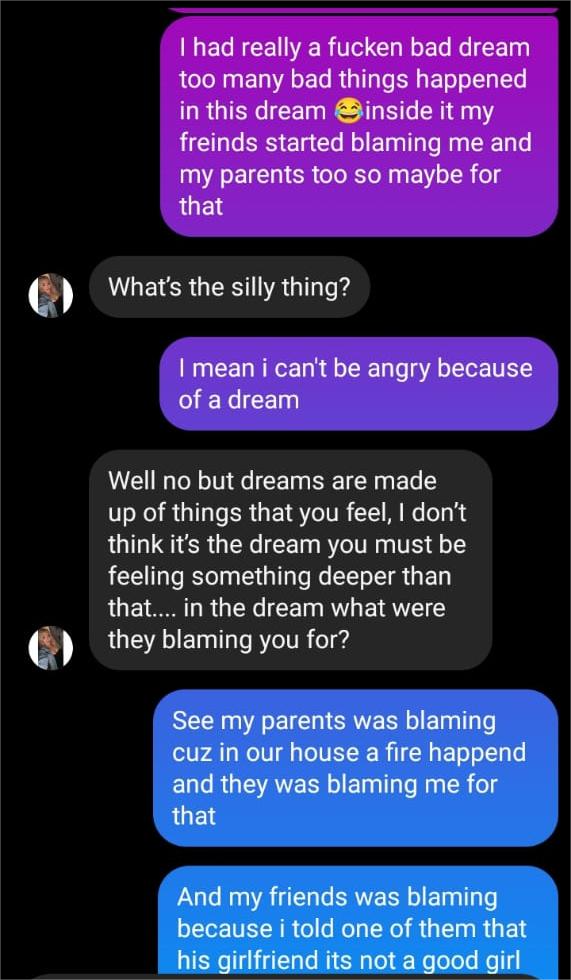 I had really a fucken bad dream
too many bad things happened
in this dream 😂inside it my
freinds started blaming me and
my parents too so maybe for
that
What's the silly thing?
I mean i can't be angry because
of a dream
Well no but dreams are made
up of things that you feel, I don't
think it's the dream you must be
feeling something deeper than
that.... in the dream what were
they blaming you for?
See my parents was blaming
cuz in our house a fire happend
and they was blaming me for
that
And my friends was blaming
because i told one of them that
his girlfriend its not a good girl